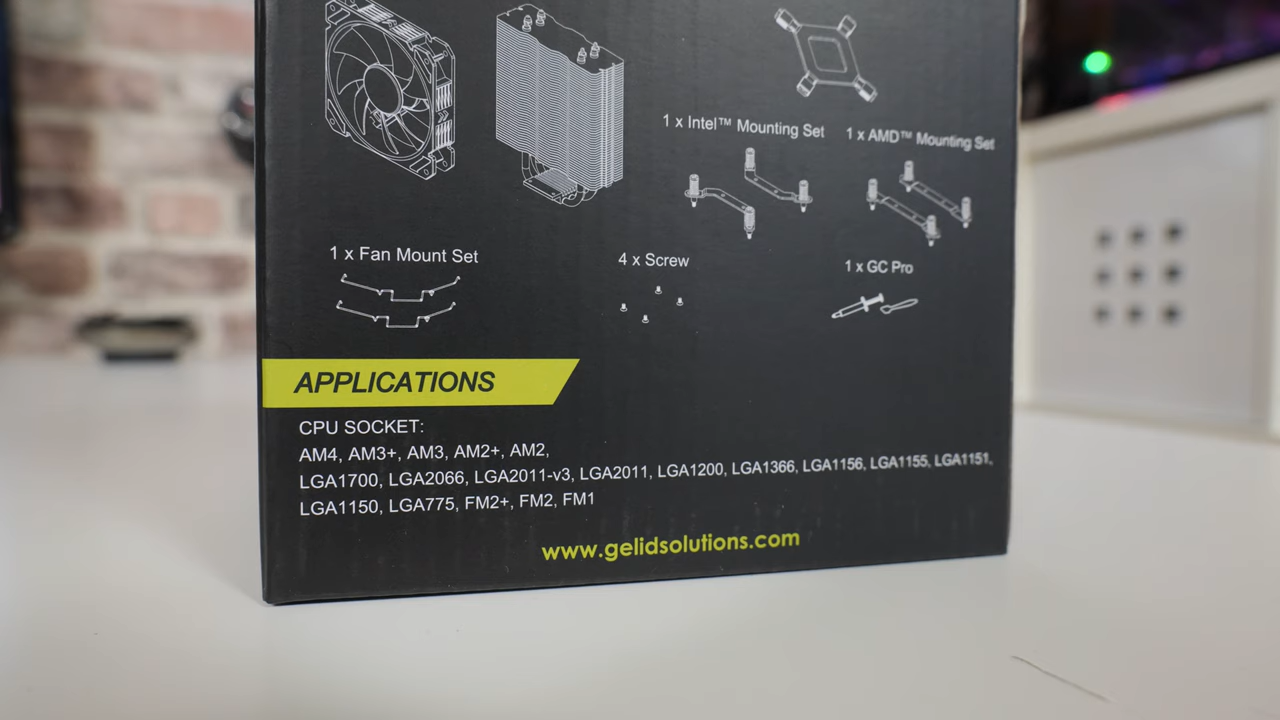 1 x Intel™ Mounting Set
1 x AMD™ Mounting Set
1 x Fan Mount Set
4 x Screw
1 x GC Pro
APPLICATIONS
CPU SOCKET:
AM4, AM3+, AM3, AM2+, AM2,
LGA1700, LGA2066, LGA2011-v3, LGA2011, LGA1200, LGA1366, LGA1156, LGA1155, LGA1151,
LGA1150, LGA775, FM2+, FM2, FM1
www.gelidsolutions.com